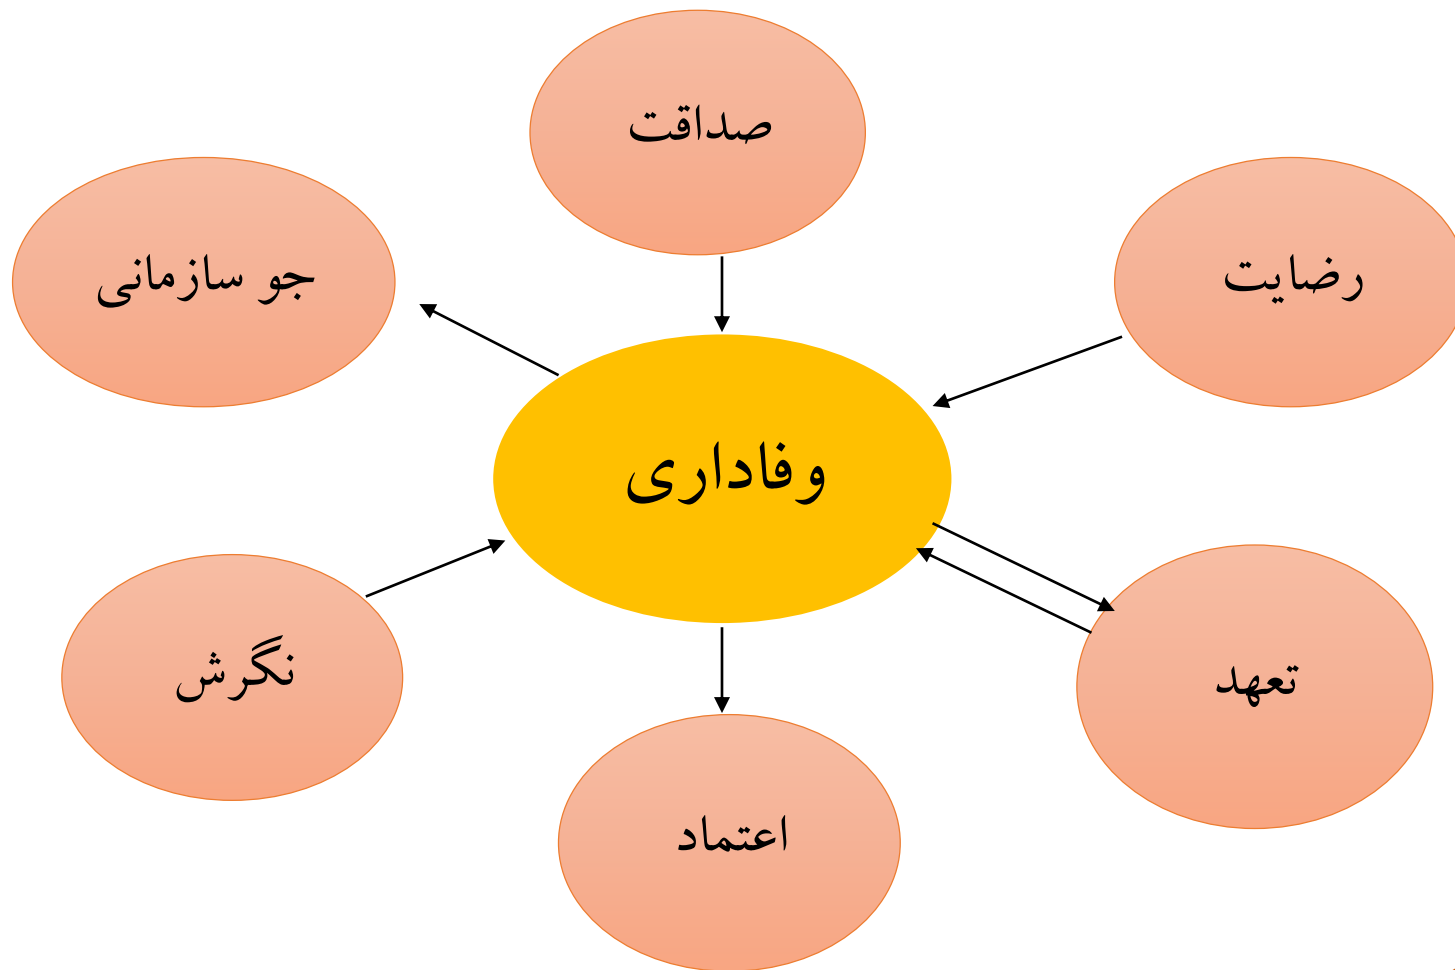 صداقت
رضایت
جو سازمانی
وفاداری
نگرش
تعهد
اعتماد